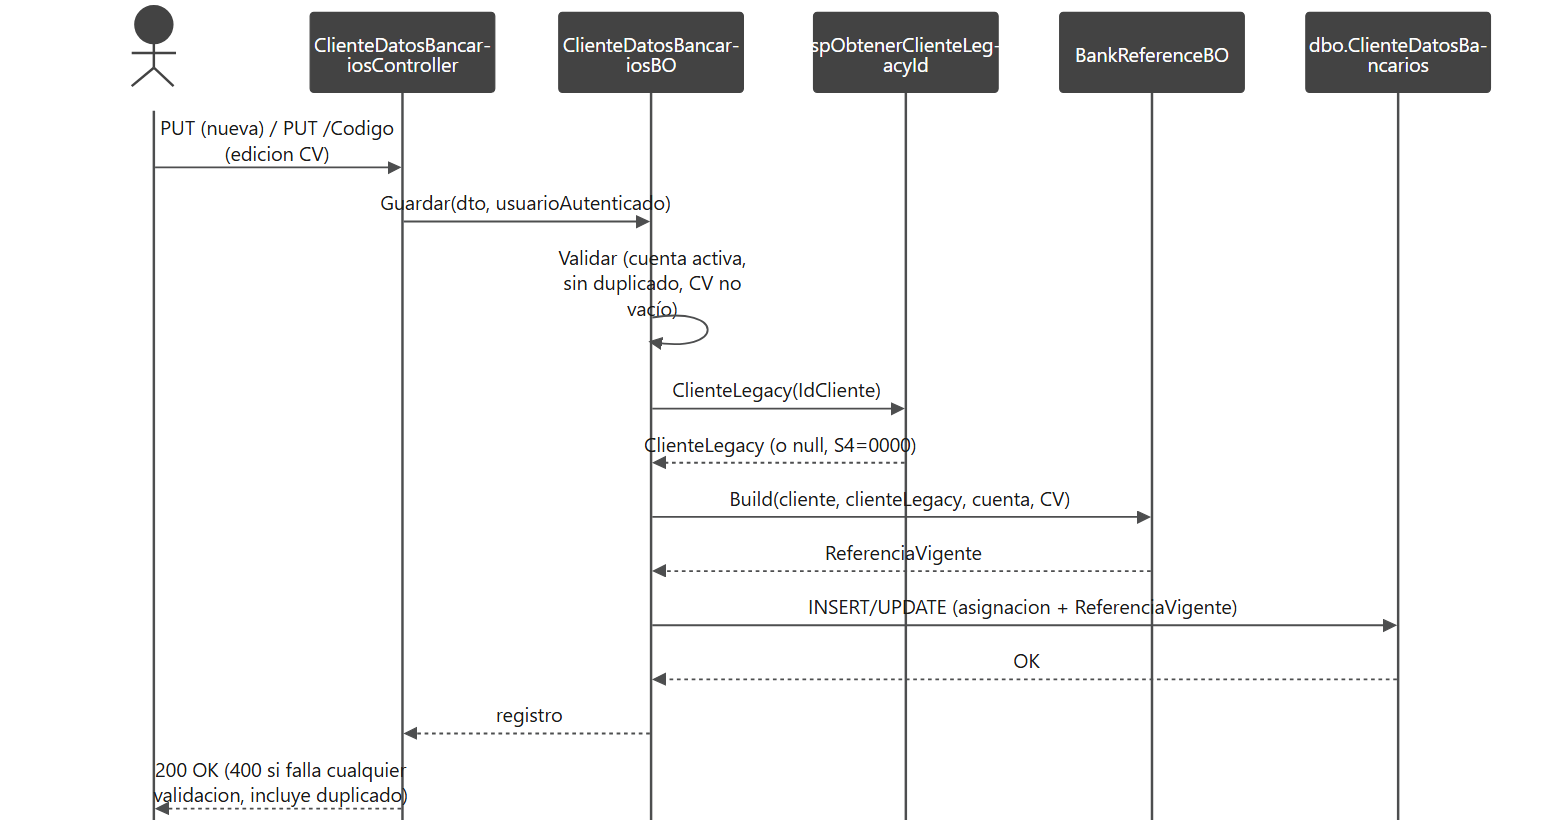 ClienteDatosBancar-
iosController
ClienteDatosBancar-
iosBO
spObtenerClienteLeg-
acyId
BankReferenceBO
dbo.ClienteDatosBa-
ncarios
PUT (nueva) / PUT /Codigo
(edicion CV)
Guardar(dto, usuarioAutenticado)
Validar (cuenta activa,
sin duplicado, CV no
vacío)
ClienteLegacy(IdCliente)
ClienteLegacy (o null, S4=0000)
Build(cliente, clienteLegacy, cuenta, CV)
ReferenciaVigente
INSERT/UPDATE (asignacion + ReferenciaVigente)
OK
registro
200 OK (400 si falla cualquier
validacion, incluye duplicado)